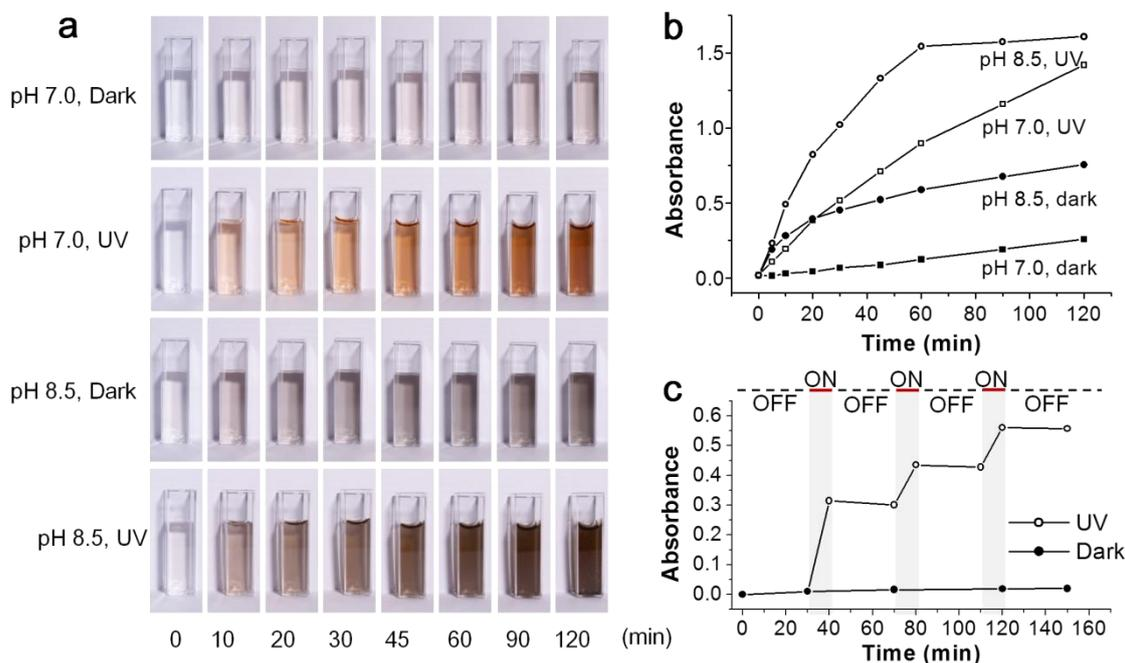 a
pH 7.0, Dark
pH 7.0, UV
pH 8.5, Dark
pH 8.5, UV
0 10 20 30 45 60 90 120 (min)
b
Absorbance
1.5
1.0
0.5
0.0
pH 8.5, UV
pH 7.0, UV
pH 8.5, dark
pH 7.0, dark
0 20 40 60 80 100 120
Time (min)
c
ON ON ON
OFF OFF OFF OFF
Absorbance
0.6
0.5
0.4
0.3
0.2
0.1
0.0
UV
Dark
0 20 40 60 80 100 120 140 160
Time (min)